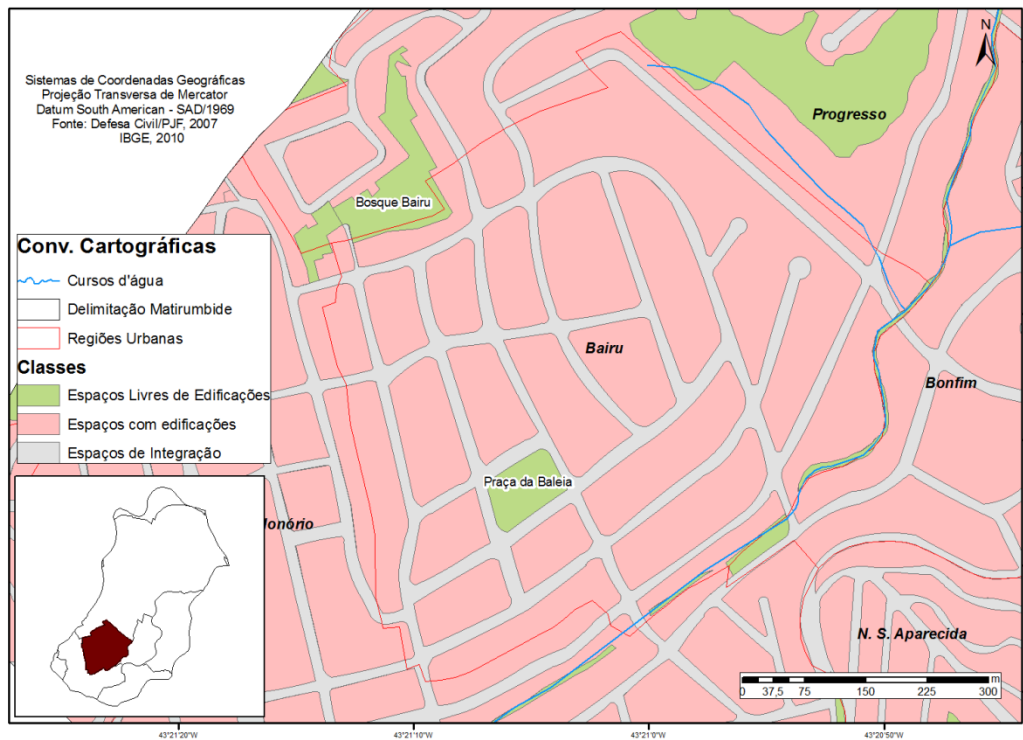 Sistemas de Coordenadas Geográficas
Projeção Transversa de Mercator
Datum South American - SAD/1969
Fonte: Defesa Civil/PJF, 2007
IBGE, 2010
N
Progresso
Bosque Bairu
Conv. Cartográficas
Cursos d'água
Delimitação Matirumbide
Regiões Urbanas
Classes
Espaços Livres de Edificações
Espaços com edificações
Espaços de Integração
Bairu
Bonfim
Praça da Baleia
lonório
N. S. Aparecida
m
0 37,5 75 150 225 300
43°21'20"W 43°21'10"W 43°21'0"W 43°20'50"W